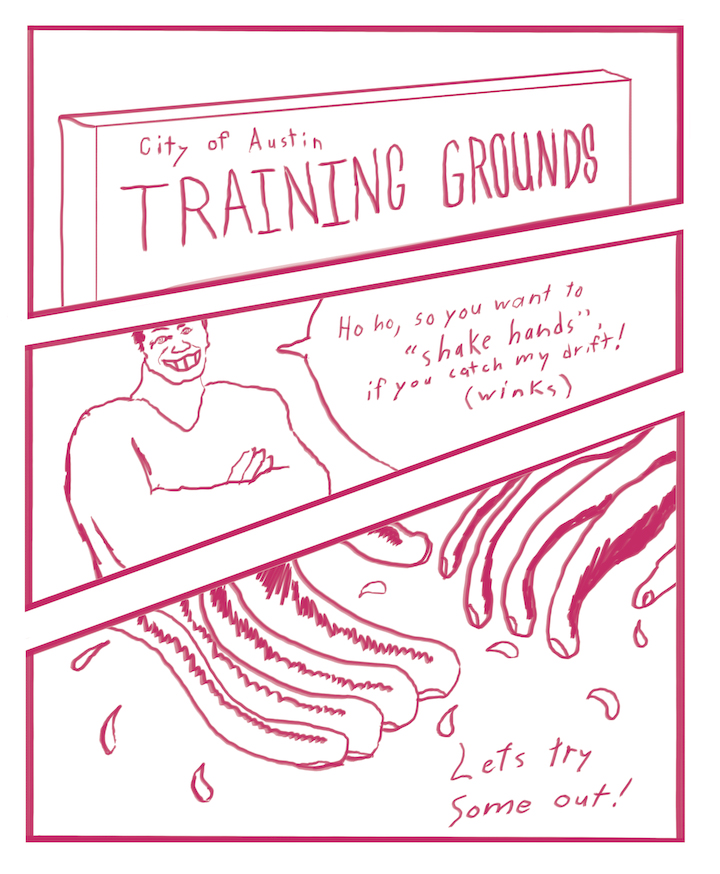 City of Austin
TRAINING GROUNDS
Ho ho, so you want to
"shake hands",
if you catch my drift!
(winks)
Lets try
some out!